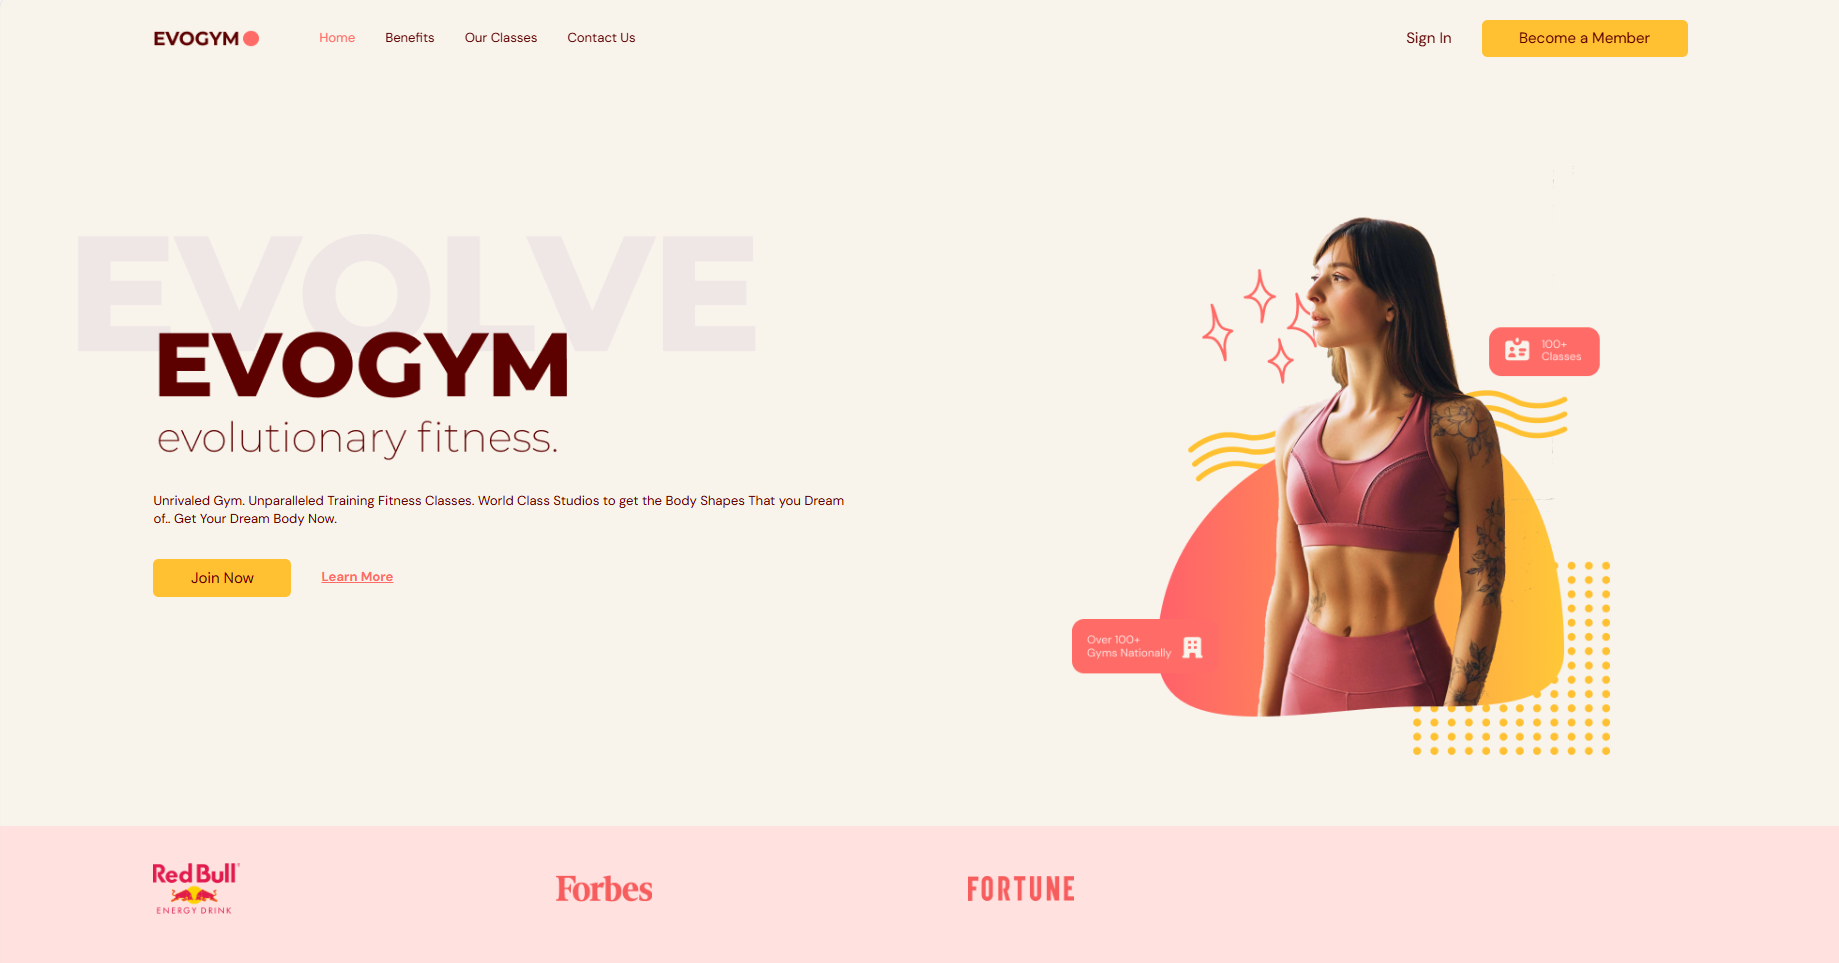 EVOGYM
Home
Benefits
Our Classes
Contact Us
Sign In
Become a Member
EVOLVE
EVOGYM
evolutionary fitness.
Unrivaled Gym. Unparalleled Training Fitness Classes. World Class Studios to get the Body Shapes That you Dream
of.. Get Your Dream Body Now.
Join Now
Learn More
100+
Classes
Over 100+
Gyms Nationally
Red Bull
ENERGY DRINK
Forbes
FORTUNE